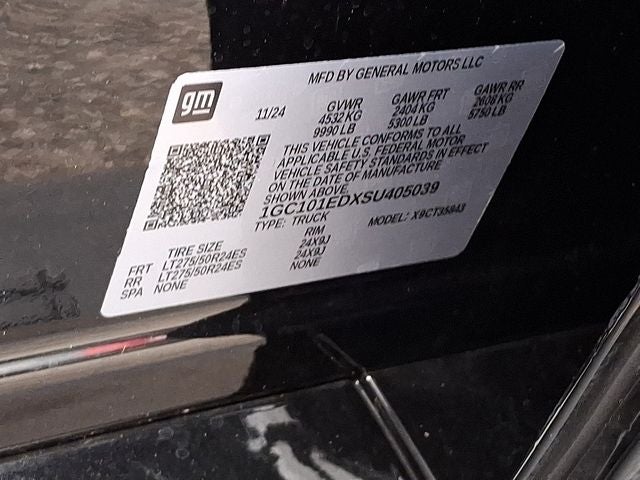 gm
MFD BY GENERAL MOTORS LLC
11/24
GVWR GAWR FRT GAWR RR
4532 KG 2404 KG 2608 KG
9990 LB 5300 LB 5750 LB
THIS VEHICLE CONFORMS TO ALL
APPLICABLE U.S. FEDERAL MOTOR
VEHICLE SAFETY STANDARDS IN EFFECT
ON THE DATE OF MANUFACTURE
SHOWN ABOVE.
1GC101EDXSU405039
TYPE: TRUCK MODEL: X9CT35843
TIRE SIZE RIM
FRT LT275/50R24ES 24X9J
RR LT275/50R24ES 24X9J
SPA NONE NONE